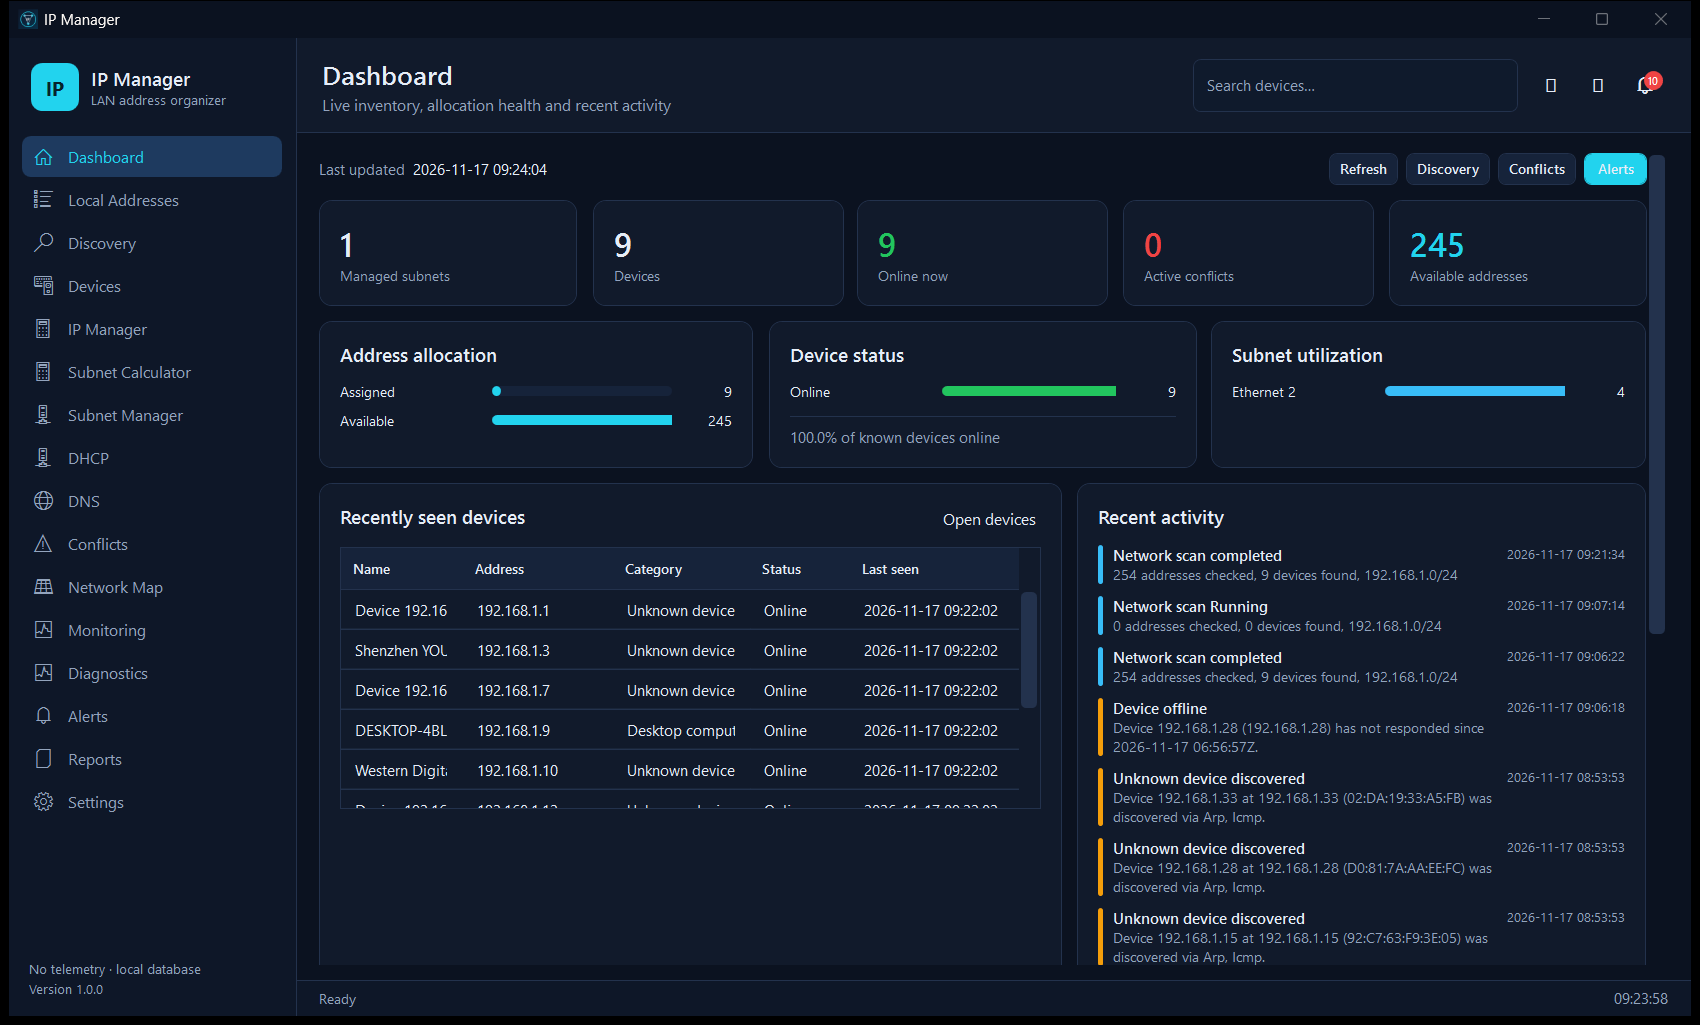 IP Manager
IP
IP Manager
LAN address organizer
Dashboard
Local Addresses
Discovery
Devices
IP Manager
Subnet Calculator
Subnet Manager
DHCP
DNS
Conflicts
Network Map
Monitoring
Diagnostics
Alerts
Reports
Settings
No telemetry · local database
Version 1.0.0
Dashboard
Live inventory, allocation health and recent activity
Search devices...
10
Last updated 2026-11-17 09:24:04
Refresh Discovery Conflicts Alerts
1
Managed subnets
9
Devices
9
Online now
0
Active conflicts
245
Available addresses
Address allocation
Assigned 9
Available 245
Device status
Online 9
100.0% of known devices online
Subnet utilization
Ethernet 2 4
Recently seen devices
Open devices
Name Address Category Status Last seen
Device 192.16 192.168.1.1 Unknown device Online 2026-11-17 09:22:02
Shenzhen YOU 192.168.1.3 Unknown device Online 2026-11-17 09:22:02
Device 192.16 192.168.1.7 Unknown device Online 2026-11-17 09:22:02
DESKTOP-4BL 192.168.1.9 Desktop comput Online 2026-11-17 09:22:02
Western Digit 192.168.1.10 Unknown device Online 2026-11-17 09:22:02
Recent activity
Network scan completed 2026-11-17 09:21:34
254 addresses checked, 9 devices found, 192.168.1.0/24
Network scan Running 2026-11-17 09:07:14
0 addresses checked, 0 devices found, 192.168.1.0/24
Network scan completed 2026-11-17 09:06:22
254 addresses checked, 9 devices found, 192.168.1.0/24
Device offline 2026-11-17 09:06:18
Device 192.168.1.28 (192.168.1.28) has not responded since
2026-11-17 06:56:57Z.
Unknown device discovered 2026-11-17 08:53:53
Device 192.168.1.33 at 192.168.1.33 (02:DA:19:33:A5:FB) was
discovered via Arp, Icmp.
Unknown device discovered 2026-11-17 08:53:53
Device 192.168.1.28 at 192.168.1.28 (D0:81:7A:AA:EE:FC) was
discovered via Arp, Icmp.
Unknown device discovered 2026-11-17 08:53:53
Device 192.168.1.15 at 192.168.1.15 (92:C7:63:F9:3E:05) was
discovered via Arp, Icmp.
Ready
09:23:58